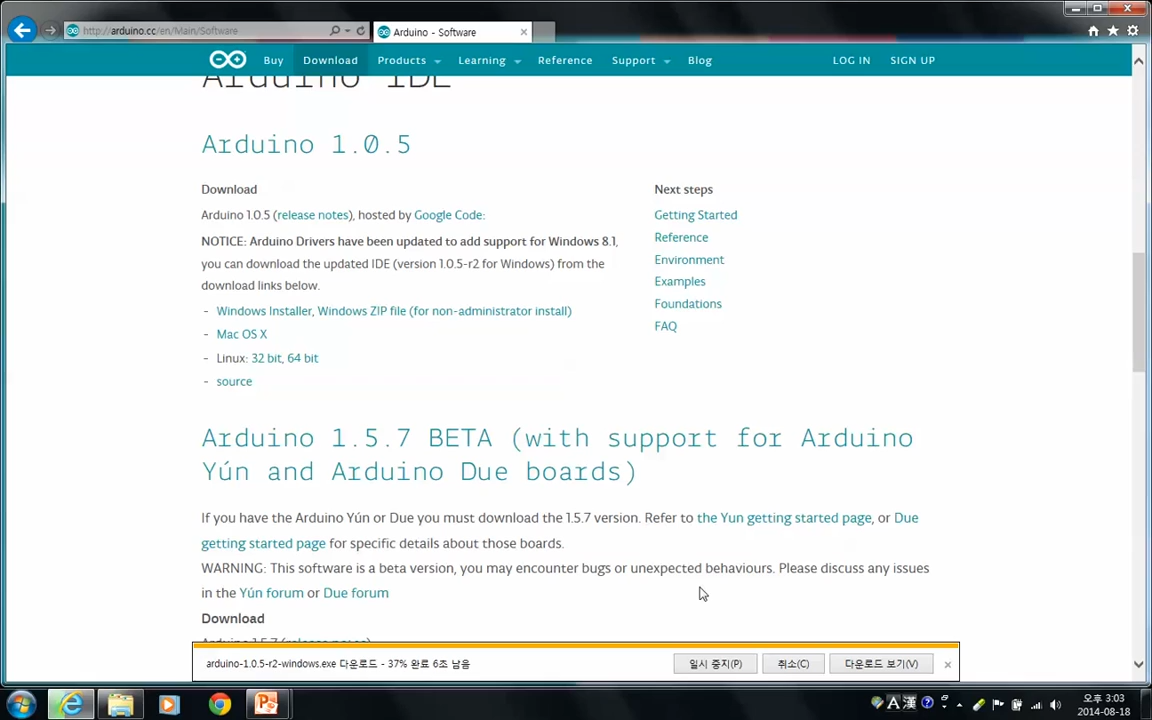 http://arduino.cc/en/Main/Software
Arduino - Software
Buy
Download
Products
Learning
Reference
Support
Blog
LOG IN
SIGN UP
Arduino IDE
Arduino 1.0.5
Download
Arduino 1.0.5 (release notes), hosted by Google Code:
NOTICE: Arduino Drivers have been updated to add support for Windows 8.1,
you can download the updated IDE (version 1.0.5-r2 for Windows) from the
download links below.
- Windows Installer, Windows ZIP file (for non-administrator install)
- Mac OS X
- Linux: 32 bit, 64 bit
- source
Next steps
Getting Started
Reference
Environment
Examples
Foundations
FAQ
Arduino 1.5.7 BETA (with support for Arduino
Yún and Arduino Due boards)
If you have the Arduino Yún or Due you must download the 1.5.7 version. Refer to the Yun getting started page, or Due
getting started page for specific details about those boards.
WARNING: This software is a beta version, you may encounter bugs or unexpected behaviours. Please discuss any issues
in the Yún forum or Due forum
Download
Arduino 1.5.7 (release notes)
arduino-1.0.5-r2-windows.exe 다운로드 - 37% 완료 6초 남음
일시 중지(P)
취소(C)
다운로드 보기(V)
A 漢
오후 3:03
2014-08-18